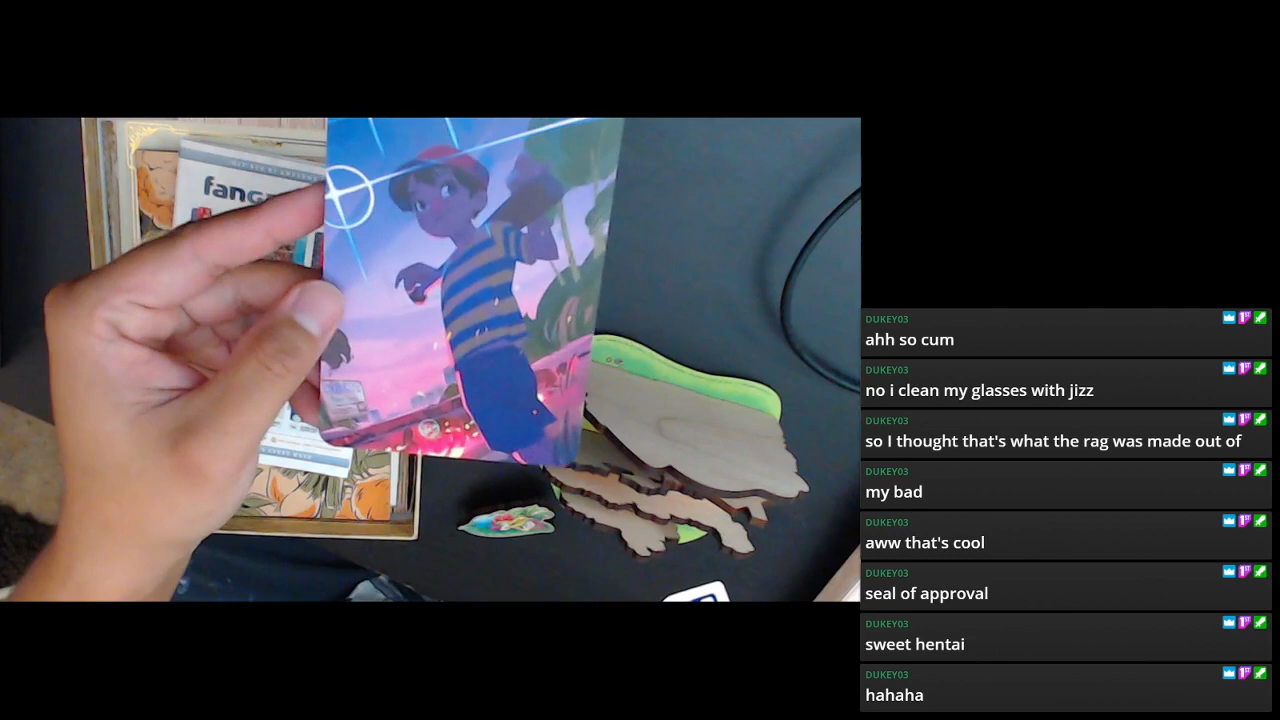 fang
DUKEY03
ahh so cum
DUKEY03
no i clean my glasses with jizz
DUKEY03
so I thought that's what the rag was made out of
DUKEY03
my bad
DUKEY03
aww that's cool
DUKEY03
seal of approval
DUKEY03
sweet hentai
DUKEY03
hahaha